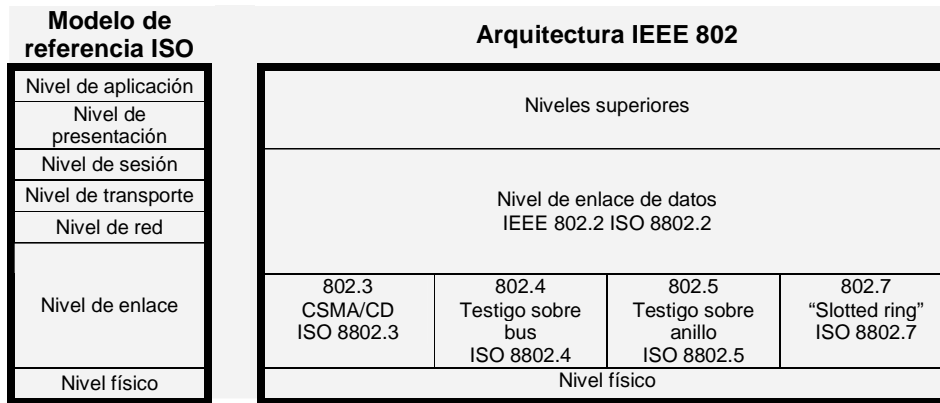 Modelo de
referencia ISO
Arquitectura IEEE 802
Nivel de aplicación
Nivel de
presentación
Nivel de sesión
Nivel de transporte
Nivel de red
Nivel de enlace
Nivel físico
Niveles superiores
Nivel de enlace de datos
IEEE 802.2 ISO 8802.2
802.3
CSMA/CD
ISO 8802.3
802.4
Testigo sobre
bus
ISO 8802.4
802.5
Testigo sobre
anillo
ISO 8802.5
802.7
“Slotted ring”
ISO 8802.7
Nivel físico